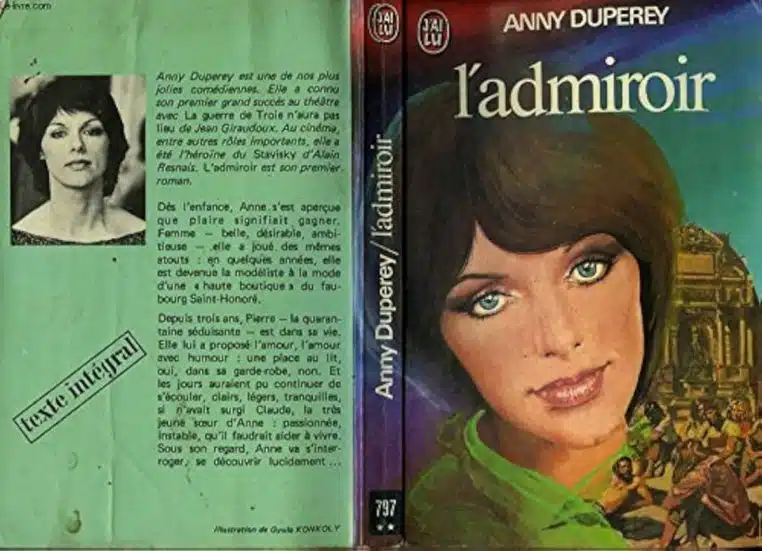 La-livre.com
Anny Duperey est une de nos plus
jolies comédiennes. Elle a connu
son premier grand succès au théâtre
avec La guerre de Troie n'aura pas
lieu de Jean Giraudoux. Au cinéma,
entre autres rôles importants, elle a
été l'héroïne du Stavisky d'Alain
Resnais. L'admiroir est son premier
roman.
Dès l'enfance, Anne s'est aperçue
que plaire signifiait gagner.
Femme – belle, désirable, ambi-
tieuse – elle a joué des mêmes
atouts : en quelques années, elle
est devenue la modéliste à la mode
d'une « haute boutique » du fau-
bourg Saint-Honoré.
Depuis trois ans, Pierre – la quaran-
taine séduisante – est dans sa vie.
Elle lui a proposé l'amour, l'amour
avec humour : une place au lit,
oui, dans sa garde-robe, non. Et
les jours auraient pu continuer de
s'écouler, clairs, légers, tranquilles,
si n'avait surgi Claude, la très
jeune sœur d'Anne : passionnée,
instable, qu'il faudrait aider à vivre.
Sous son regard, Anne va s'inter-
roger, se découvrir lucidement ...
texte intégral
Illustration de Gyula KONKOLY
J'AI
LU
Anny Duperey/l'admiroir
797
**
J'AI
LU
ANNY DUPEREY
l'admiroir